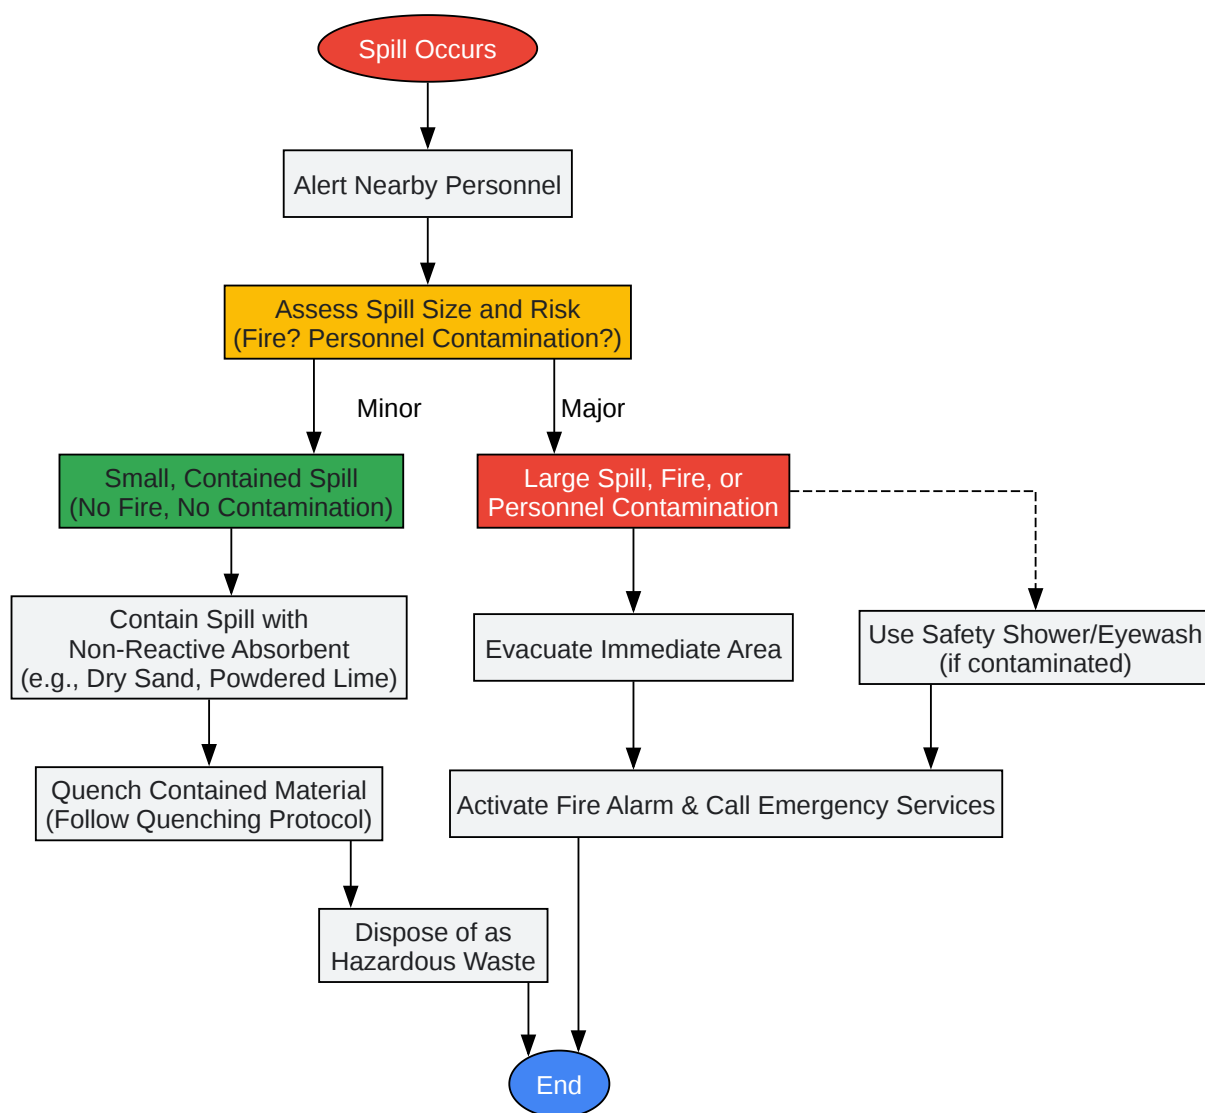 Spill Occurs
Alert Nearby Personnel
Assess Spill Size and Risk
(Fire? Personnel Contamination?)
Minor
Major
Small, Contained Spill
(No Fire, No Contamination)
Large Spill, Fire, or
Personnel Contamination
Contain Spill with
Non-Reactive Absorbent
(e.g., Dry Sand, Powdered Lime)
Evacuate Immediate Area
Use Safety Shower/Eyewash
(if contaminated)
Quench Contained Material
(Follow Quenching Protocol)
Activate Fire Alarm & Call Emergency Services
Dispose of as
Hazardous Waste
End